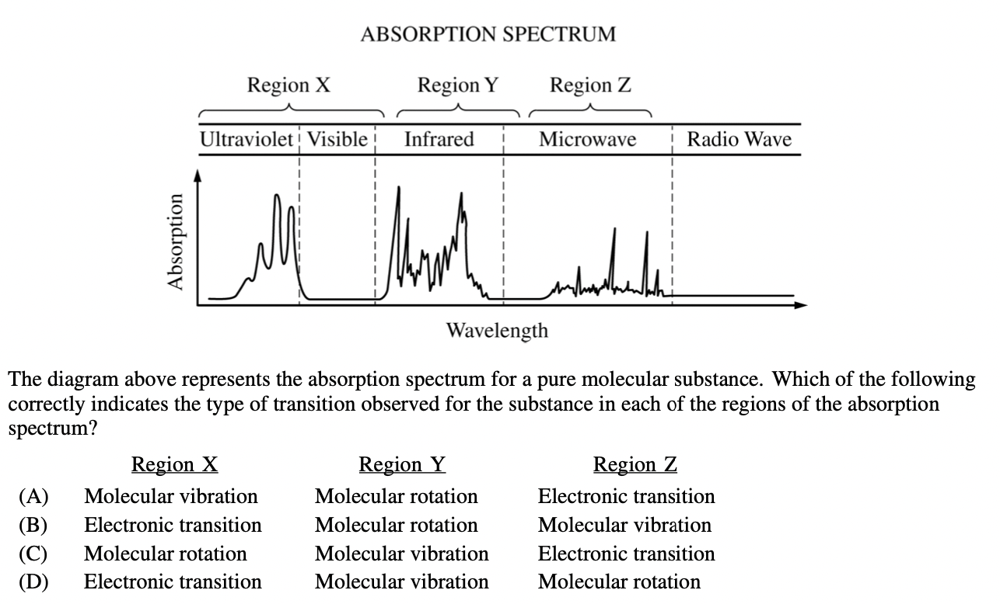 ABSORPTION SPECTRUM
Region X Region Y Region Z
Ultraviolet Visible Infrared Microwave Radio Wave
Absorption
Wavelength
The diagram above represents the absorption spectrum for a pure molecular substance. Which of the following
correctly indicates the type of transition observed for the substance in each of the regions of the absorption
spectrum?
Region X Region Y Region Z
(A) Molecular vibration Molecular rotation Electronic transition
(B) Electronic transition Molecular rotation Molecular vibration
(C) Molecular rotation Molecular vibration Electronic transition
(D) Electronic transition Molecular vibration Molecular rotation